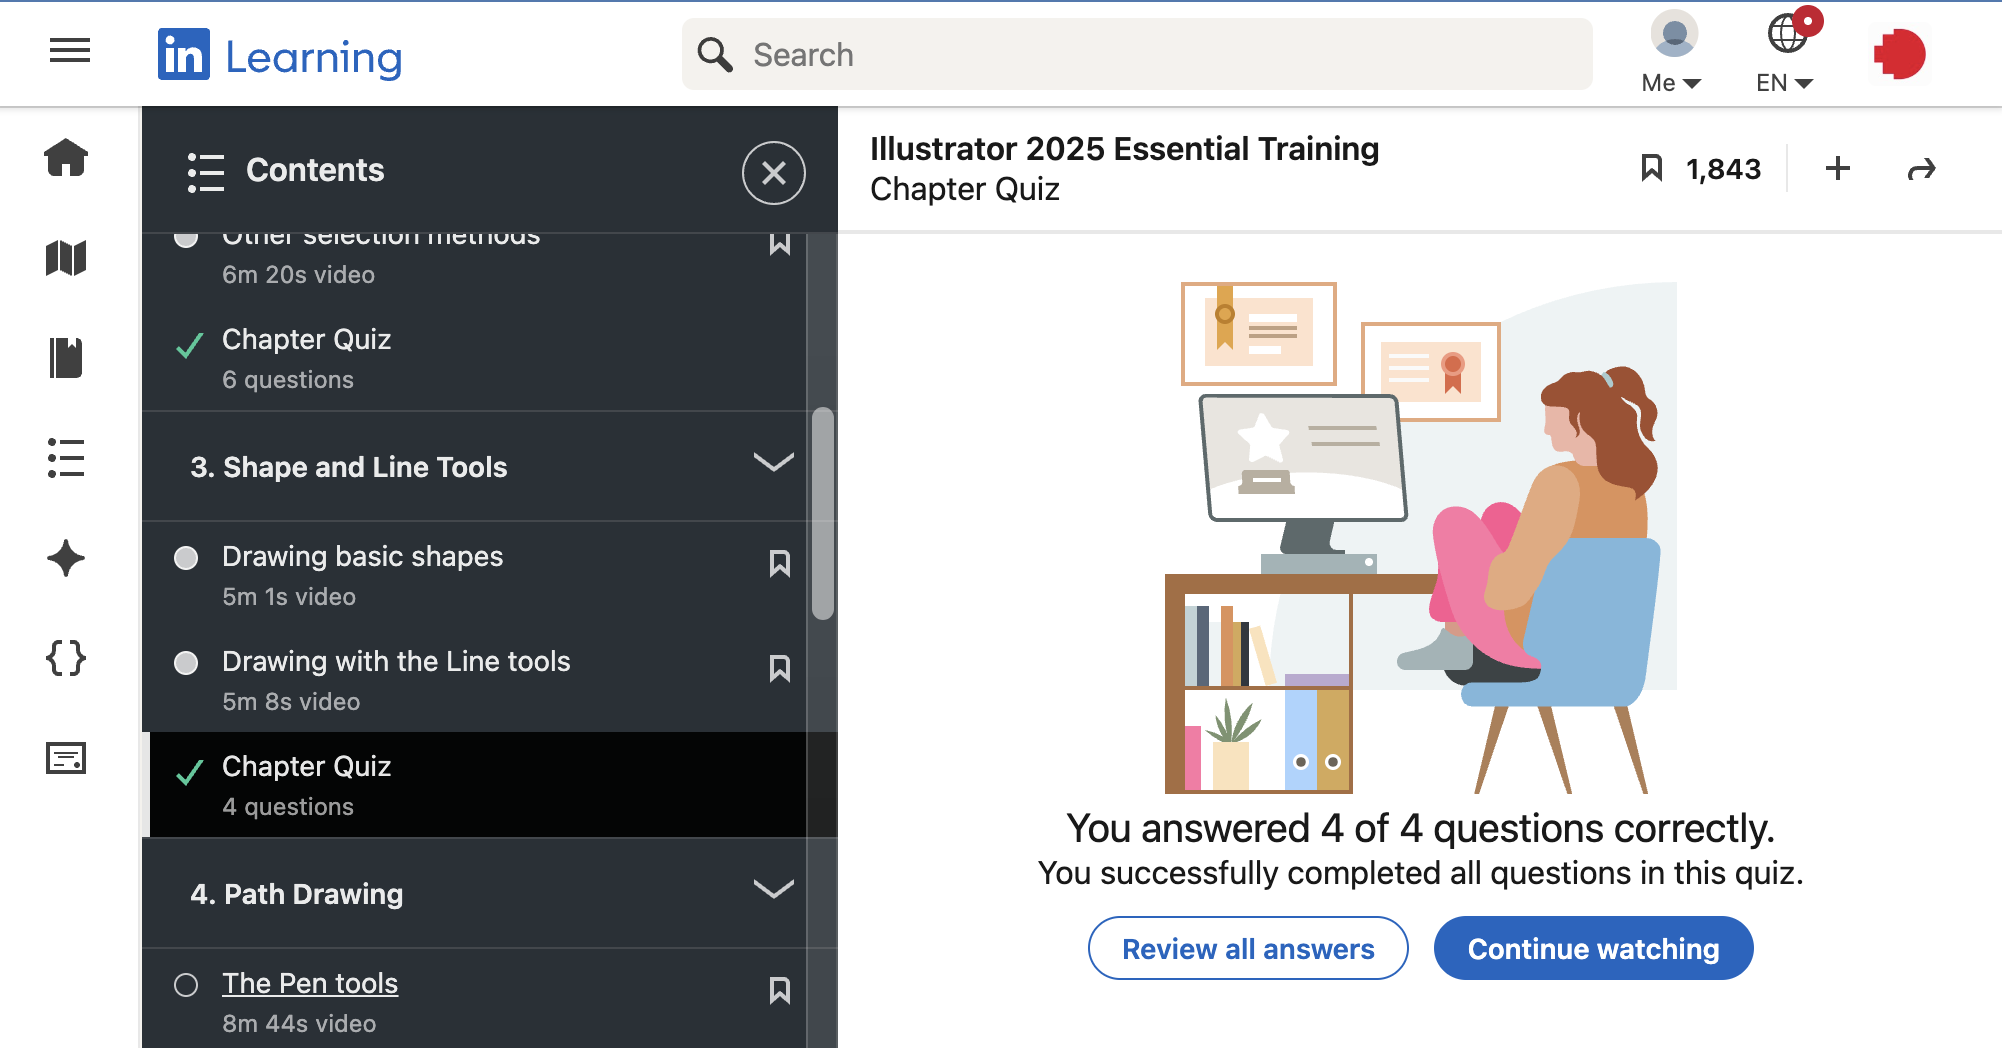 in Learning
Search
Me
EN
Contents
Other selection methods
6m 20s video
Chapter Quiz
6 questions
3. Shape and Line Tools
Drawing basic shapes
5m 1s video
Drawing with the Line tools
5m 8s video
Chapter Quiz
4 questions
4. Path Drawing
The Pen tools
8m 44s video
Illustrator 2025 Essential Training
Chapter Quiz
1,843
You answered 4 of 4 questions correctly.
You successfully completed all questions in this quiz.
Review all answers
Continue watching